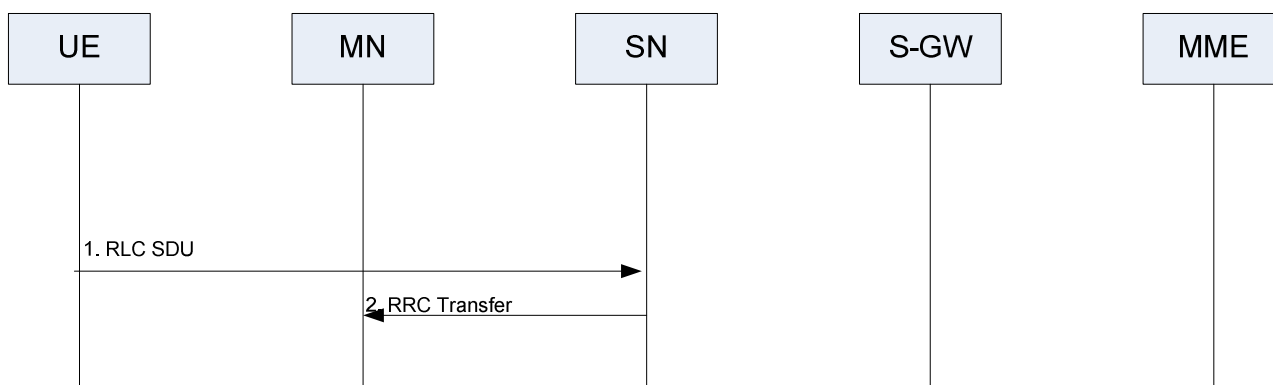 UE
MN
SN
S-GW
MME
1. RLC SDU
2. RRC Transfer